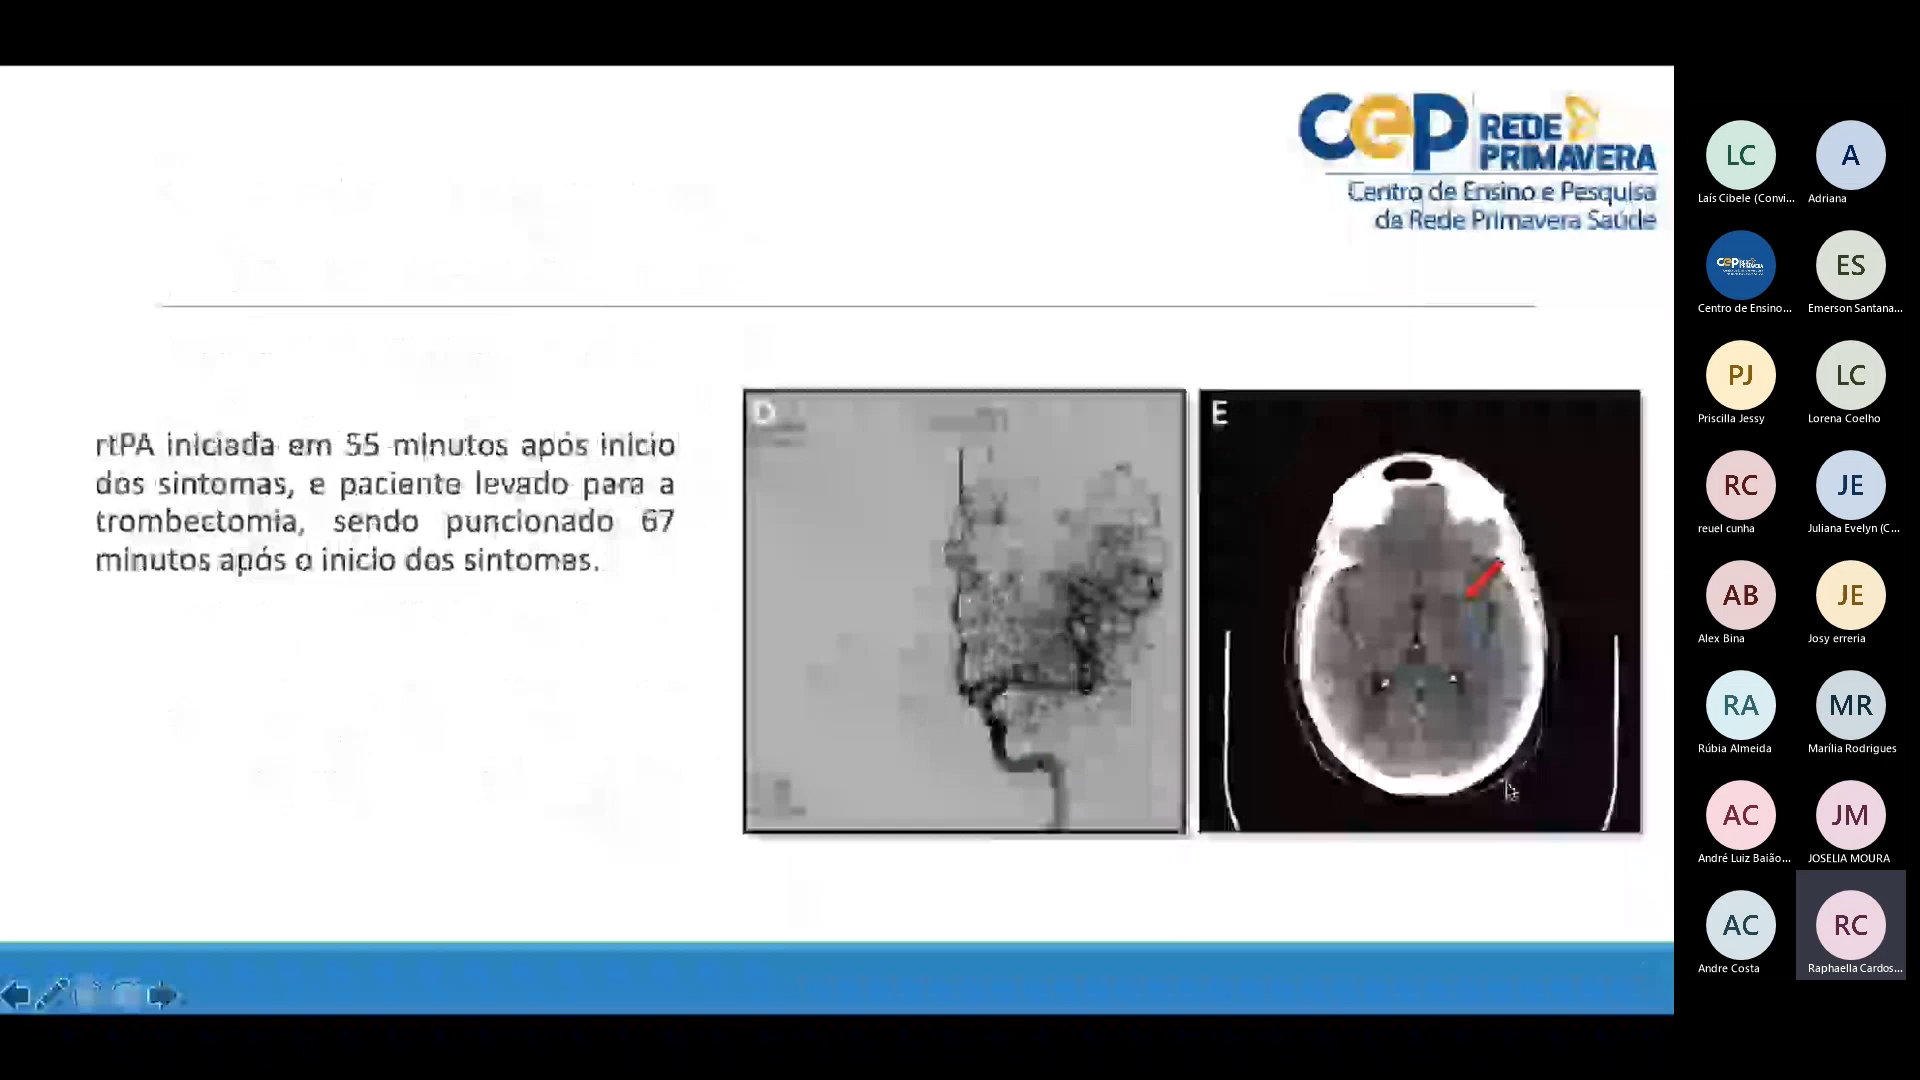 cep REDE PRIMAVERA
Centro de Ensino e Pesquisa
da Rede Primavera Saúde
rtPA iniciada em 55 minutos após inicio
dos sintomas, e paciente levado para a
trombectomia, sendo puncionado 67
minutos após o inicio dos sintomas.
D
E
LC
A
Laís Cibele (Convi...
Adriana
ES
Centro de Ensino...
Emerson Santana...
PJ
LC
Priscilla Jessy
Lorena Coelho
RC
JE
reuel cunha
Juliana Evelyn (C...
AB
JE
Alex Bina
Josy erreria
RA
MR
Rúbia Almeida
Marília Rodrigues
AC
JM
André Luiz Baião...
JOSELIA MOURA
AC
RC
Andre Costa
Raphaella Cardos...